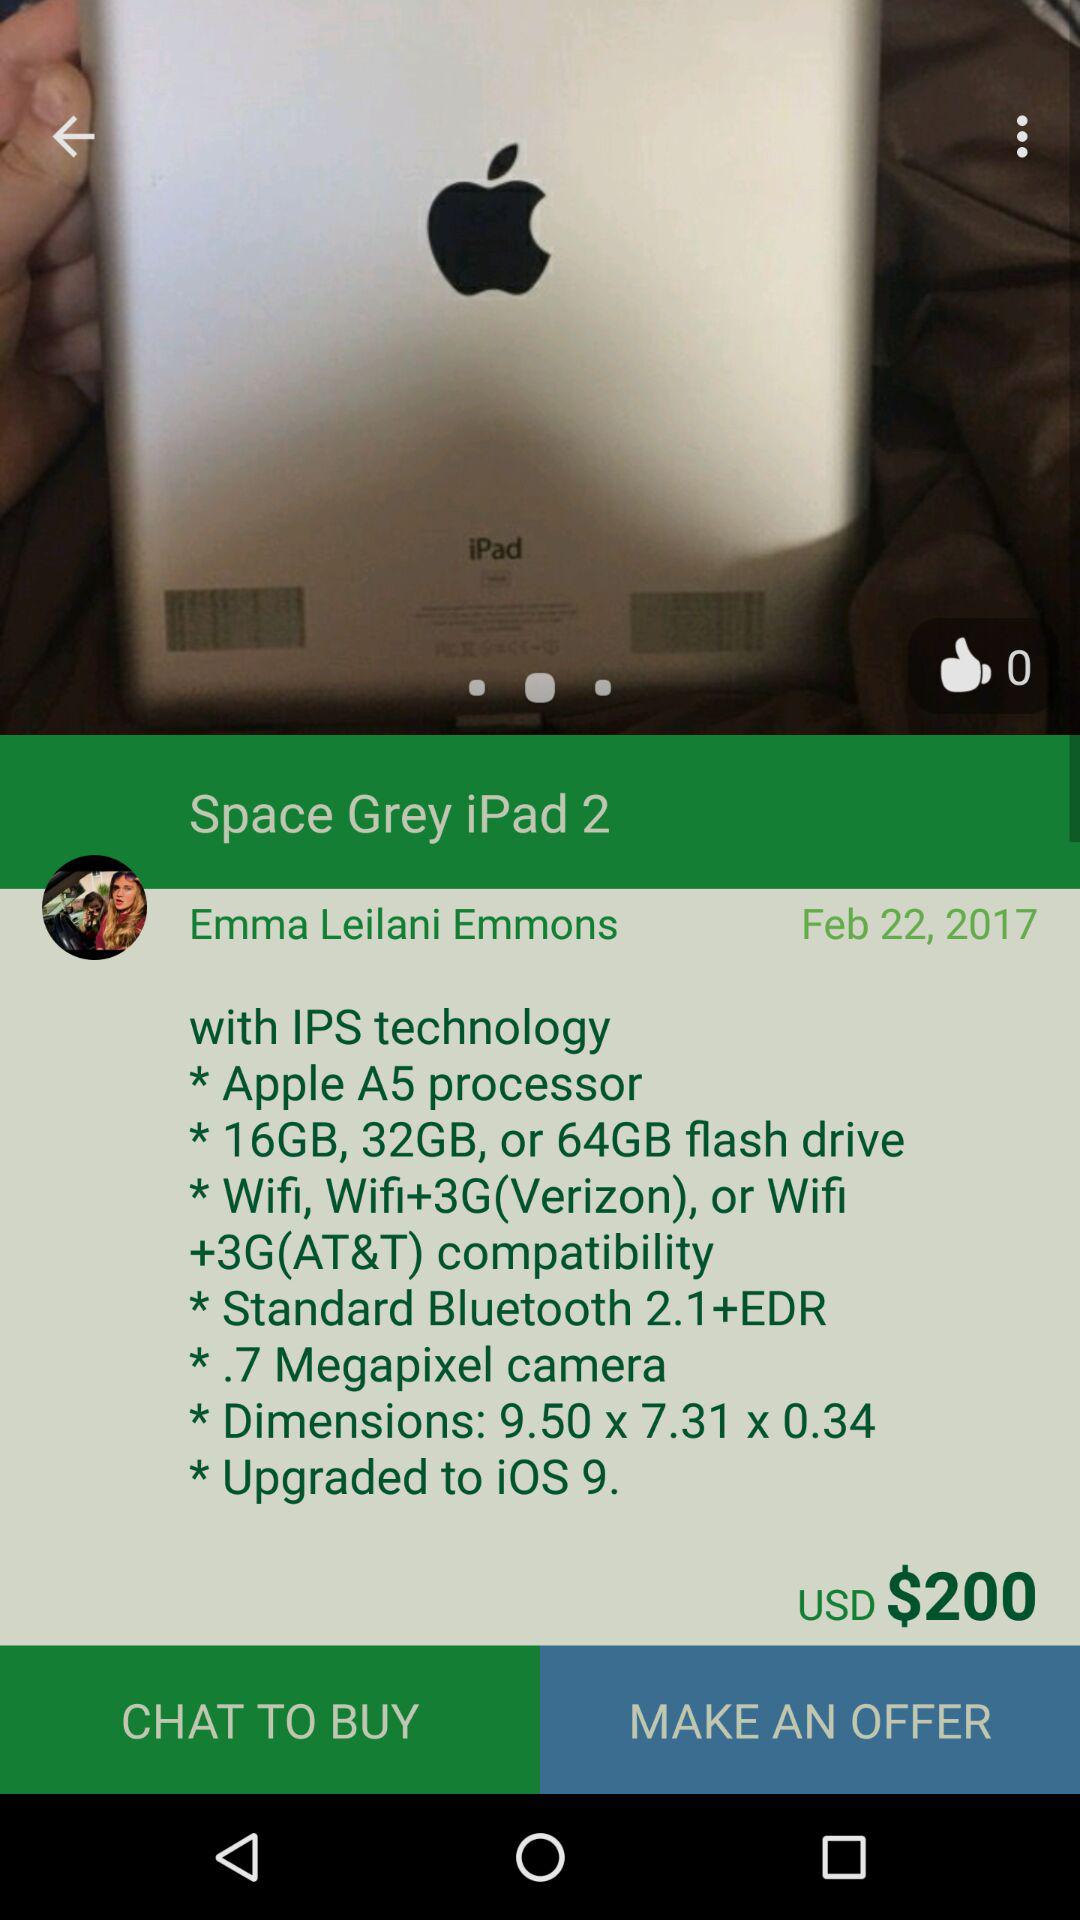 iPad
0
Space Grey iPad 2
Emma Leilani Emmons
Feb 22, 2017
with IPS technology
* Apple A5 processor
* 16GB, 32GB, or 64GB flash drive
* Wifi, Wifi+3G(Verizon), or Wifi
+3G(AT&T) compatibility
* Standard Bluetooth 2.1+EDR
* .7 Megapixel camera
* Dimensions: 9.50 x 7.31 x 0.34
* Upgraded to iOS 9.
USD $200
CHAT TO BUY
MAKE AN OFFER